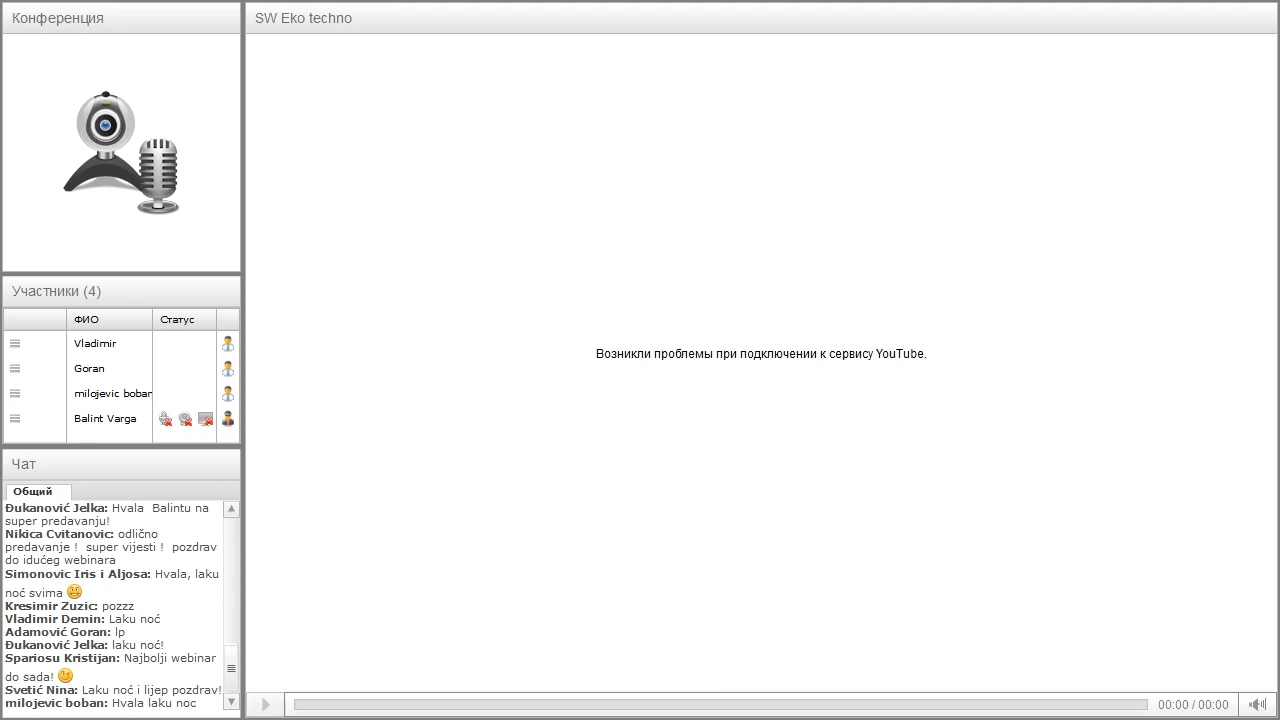 Конференция
SW Eko techno
Возникли проблемы при подключении к сервису YouTube.
00:00 / 00:00
Участники (4)
ФИО Статус
Vladimir
Goran
milojevic boban
Balint Varga
Чат
Общий
Đukanović Jelka: Hvala Balintu na
super predavanju!
Nikica Cvitanovic: odlično
predavanje ! super vijesti ! pozdrav
do idućeg webinara
Simonovic Iris i Aljosa: Hvala, laku
noć svima
Kresimir Zuzic: pozzz
Vladimir Demin: Laku noć
Adamović Goran: lp
Đukanović Jelka: laku noć!
Spariosu Kristijan: Najbolji webinar
do sada!
Svetić Nina: Laku noć i lijep pozdrav!
milojevic boban: Hvala laku noc